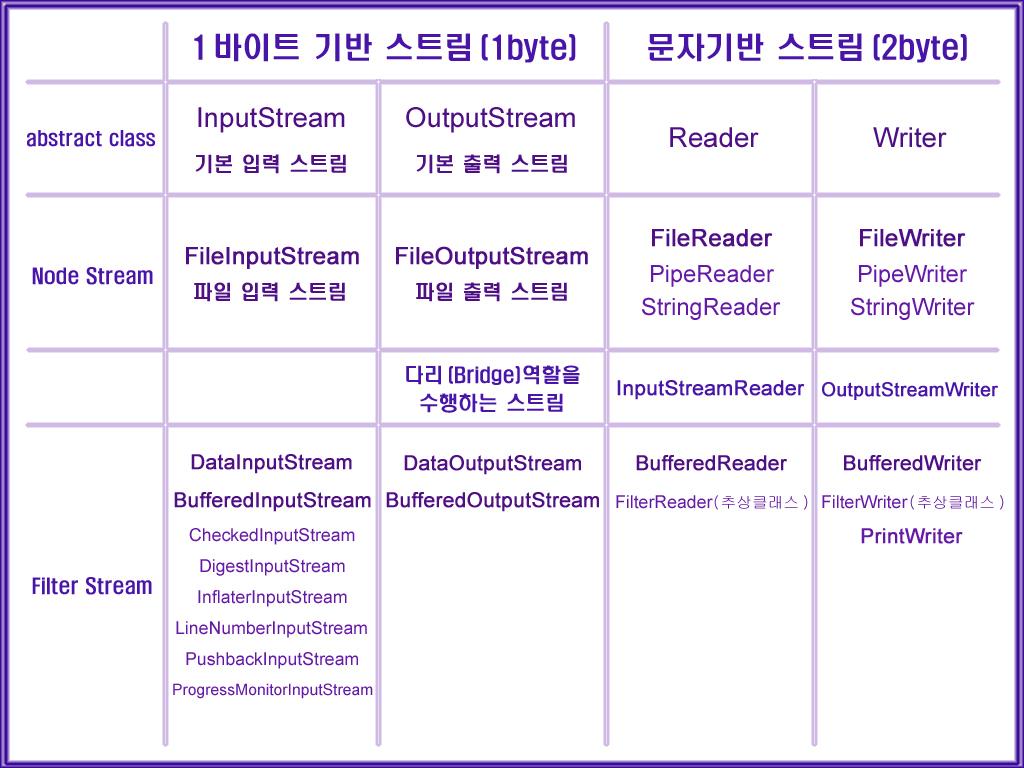 1 바이트 기반 스트림 (1byte)
문자기반 스트림 (2byte)
abstract class
InputStream
기본 입력 스트림
OutputStream
기본 출력 스트림
Reader
Writer
Node Stream
FileInputStream
파일 입력 스트림
FileOutputStream
파일 출력 스트림
FileReader
PipeReader
StringReader
FileWriter
PipeWriter
StringWriter
다리 (Bridge)역할을
수행하는 스트림
InputStreamReader
OutputStreamWriter
Filter Stream
DataInputStream
BufferedInputStream
CheckedInputStream
DigestInputStream
InflaterInputStream
LineNumberInputStream
PushbackInputStream
ProgressMonitorInputStream
DataOutputStream
BufferedOutputStream
BufferedReader
FilterReader(추상클래스)
BufferedWriter
FilterWriter(추상클래스)
PrintWriter